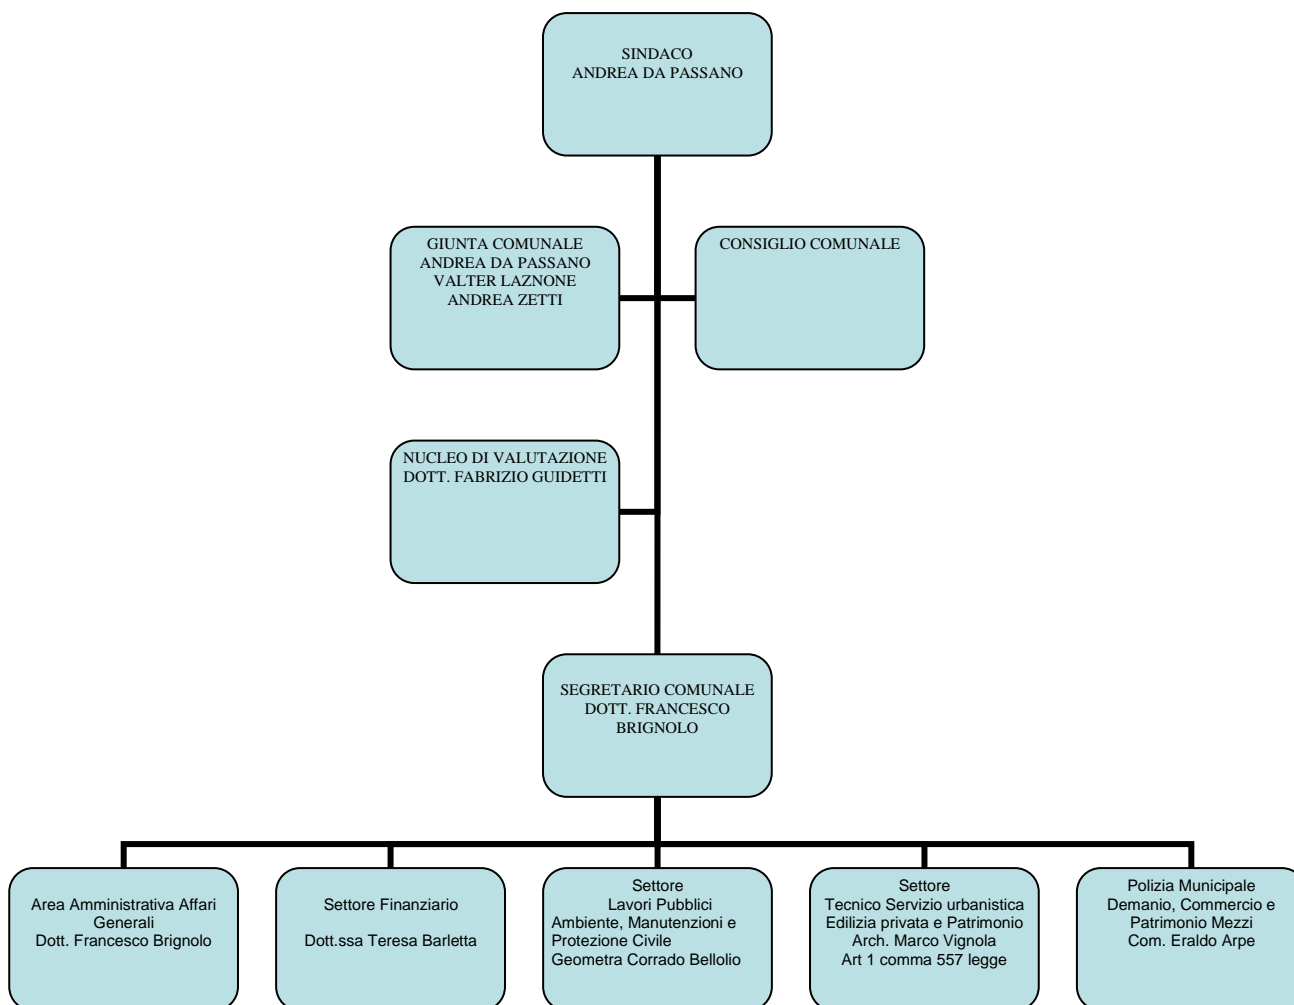 SINDACO
ANDREA DA PASSANO
GIUNTA COMUNALE
ANDREA DA PASSANO
VALTER LAZNONE
ANDREA ZETTI
CONSIGLIO COMUNALE
NUCLEO DI VALUTAZIONE
DOTT. FABRIZIO GUIDETTI
SEGRETARIO COMUNALE
DOTT. FRANCESCO
BRIGNOLO
Area Amministrativa Affari
Generali
Dott. Francesco Brignolo
Settore Finanziario
Dott.ssa Teresa Barletta
Settore
Lavori Pubblici
Ambiente, Manutenzioni e
Protezione Civile
Geometra Corrado Bellolio
Settore
Tecnico Servizio urbanistica
Edilizia privata e Patrimonio
Arch. Marco Vignola
Art 1 comma 557 legge
Polizia Municipale
Demanio, Commercio e
Patrimonio Mezzi
Com. Eraldo Arpe